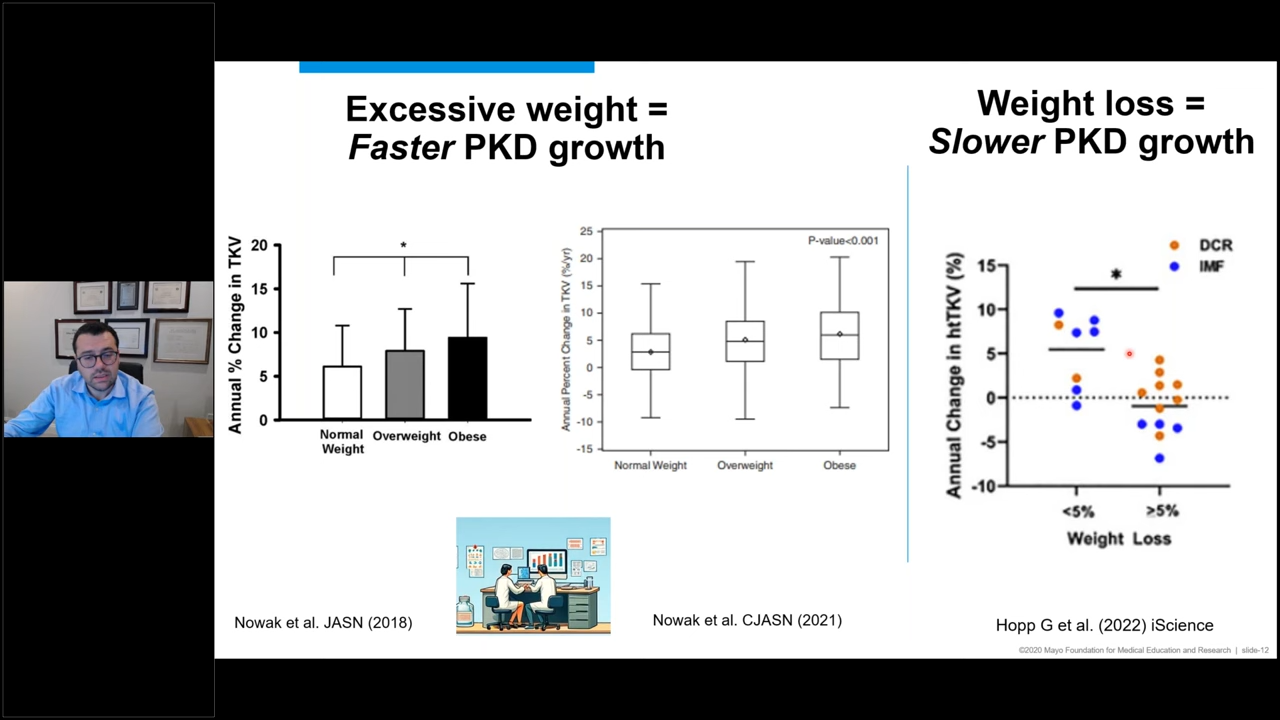 Excessive weight =
Faster PKD growth
Weight loss =
Slower PKD growth
Annual % Change in TKV
20
15
10
5
0
*
Normal
Weight
Overweight
Obese
Annual Percent Change in TKV (%/yr)
25
20
15
10
5
0
-5
-10
-15
P-value<0.001
Normal Weight
Overweight
Obese
Annual Change in htTKV (%)
15
10
5
0
-5
-10
*
DCR
IMF
<5%
≥5%
Weight Loss
Nowak et al. JASN (2018)
Nowak et al. CJASN (2021)
Hopp G et al. (2022) iScience
©2020 Mayo Foundation for Medical Education and Research | slide-12